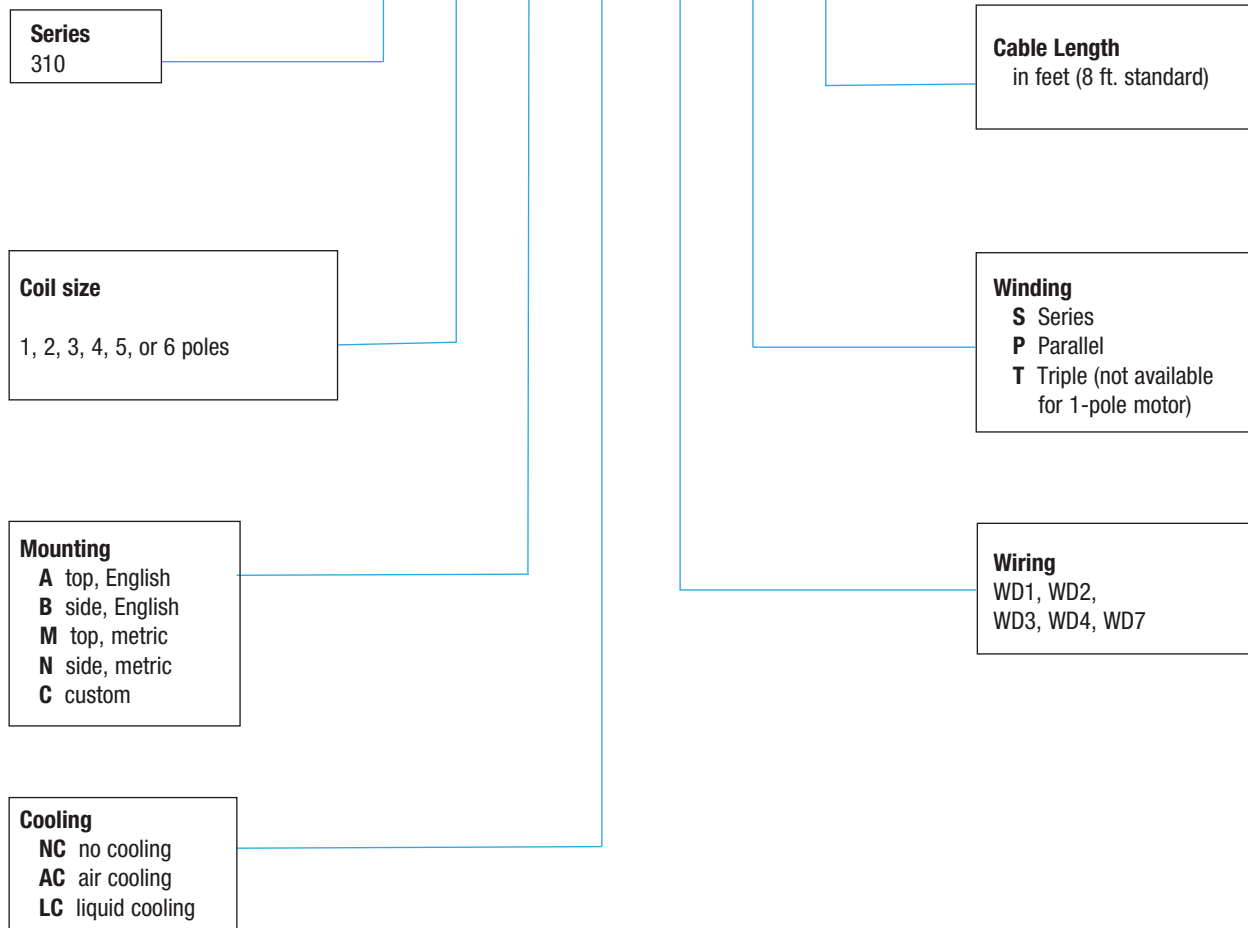 Series
310
Coil size
1, 2, 3, 4, 5, or 6 poles
Mounting
A top, English
B side, English
M top, metric
N side, metric
C custom
Cooling
NC no cooling
AC air cooling
LC liquid cooling
Cable Length
in feet (8 ft. standard)
Winding
S Series
P Parallel
T Triple (not available
for 1-pole motor)
Wiring
WD1, WD2,
WD3, WD4, WD7